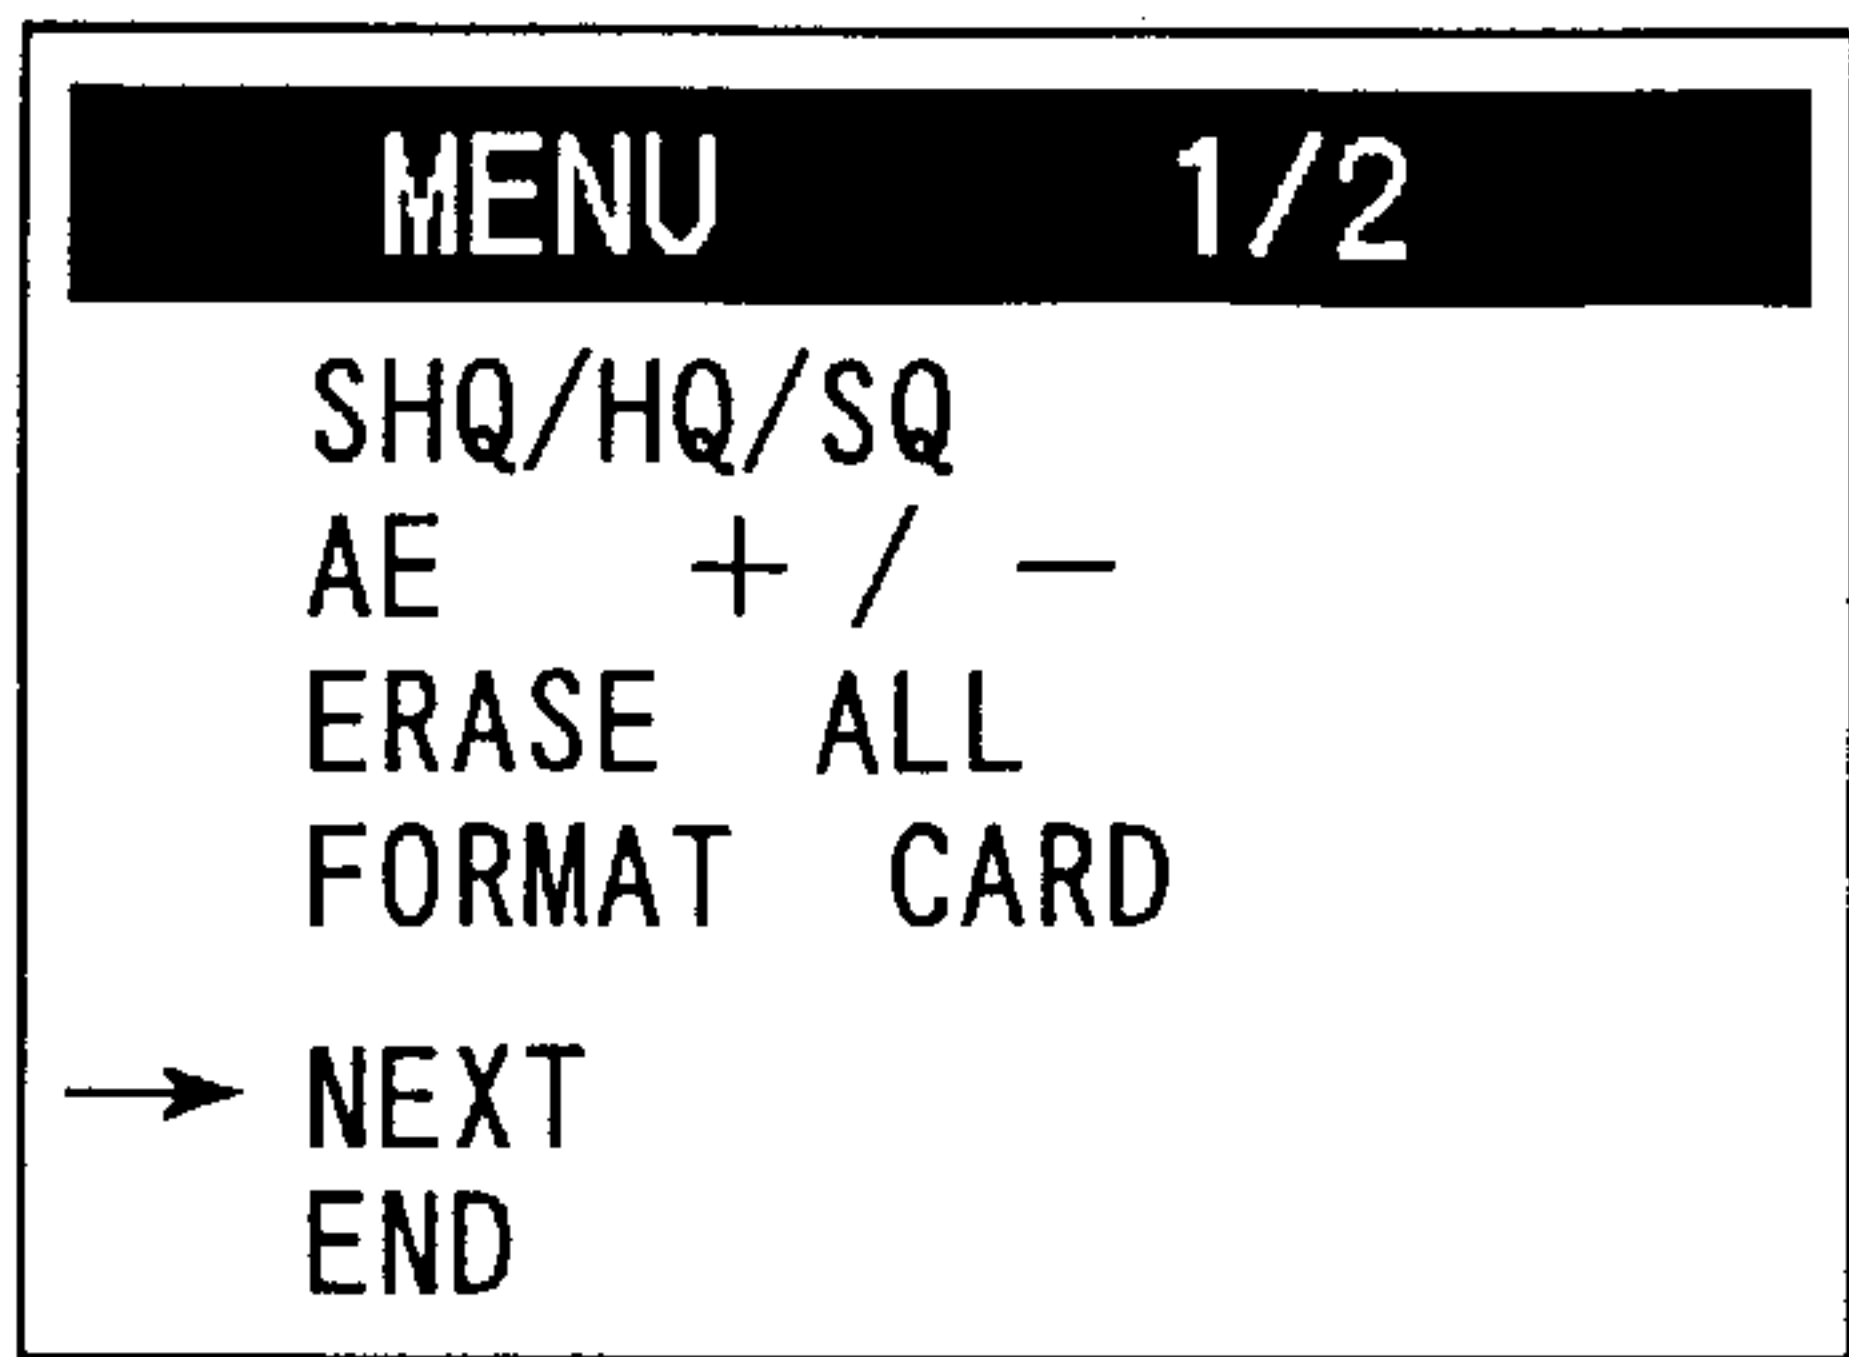 MENU 1/2
SHQ/HQ/SQ
AE + / −
ERASE ALL
FORMAT CARD
→ NEXT
END